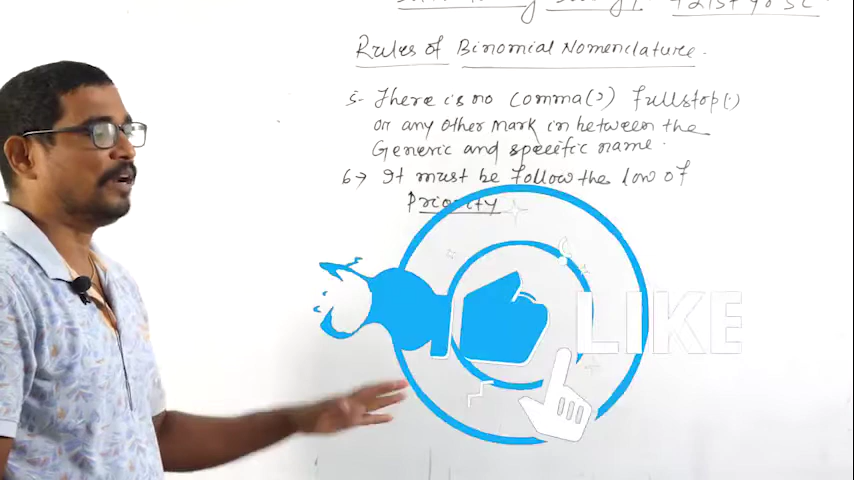 Rules of Binomial Nomenclature.
5- There is no comma(,) fullstop(.)
or any other mark in between the
Generic and specific name.
6→ It must be follow the low of
Priority
LIKE